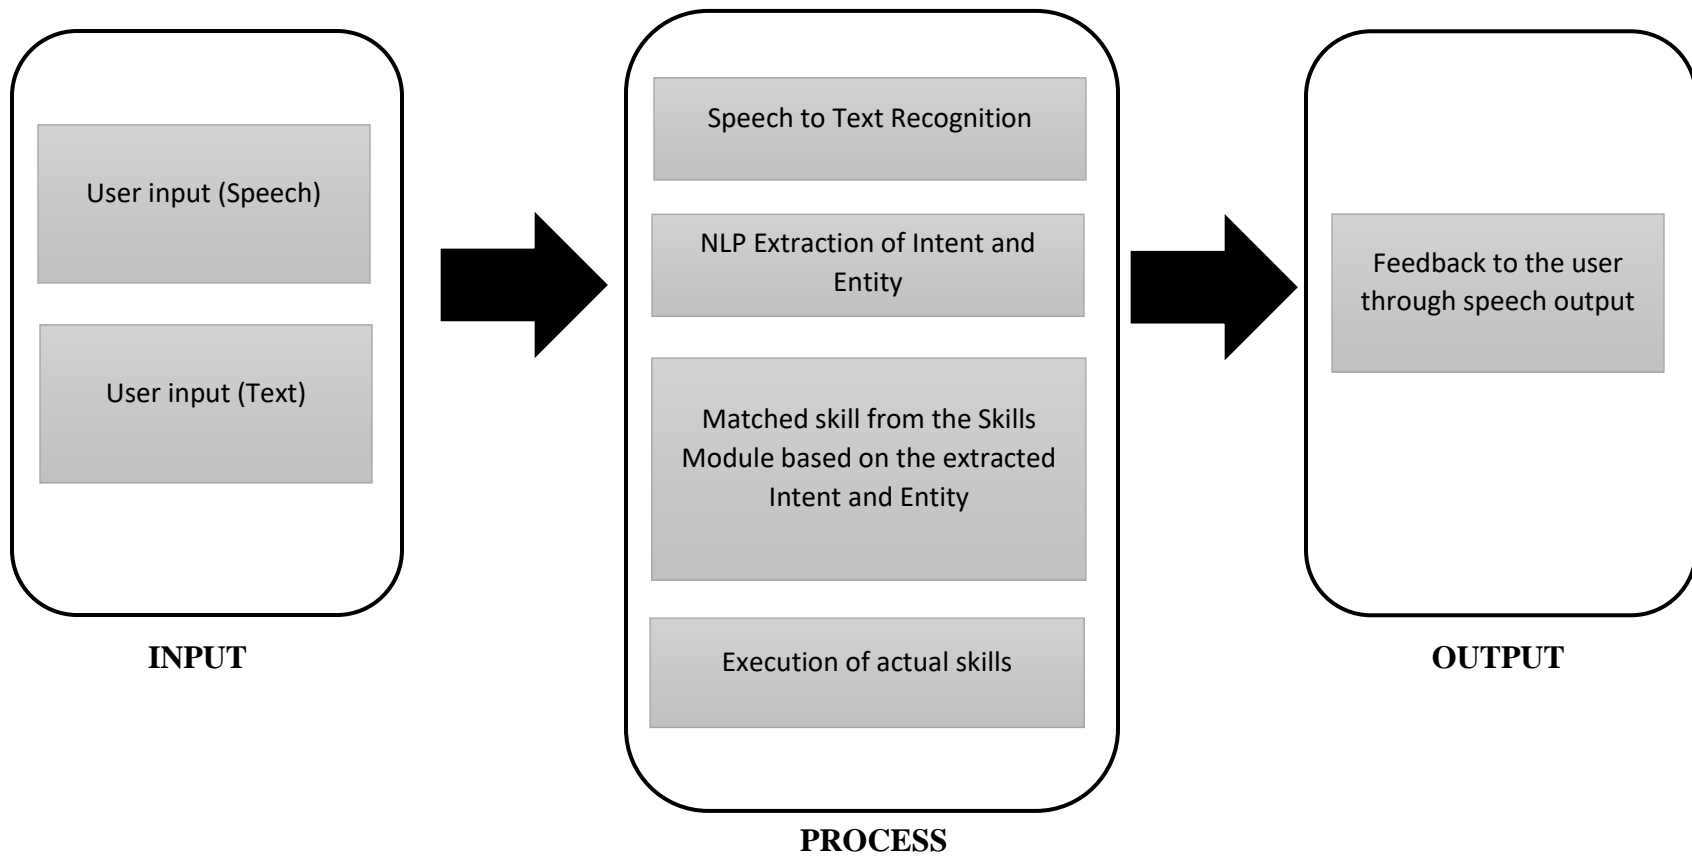 User input (Speech)
User input (Text)
INPUT
Speech to Text Recognition
NLP Extraction of Intent and
Entity
Matched skill from the Skills
Module based on the extracted
Intent and Entity
Execution of actual skills
PROCESS
Feedback to the user
through speech output
OUTPUT